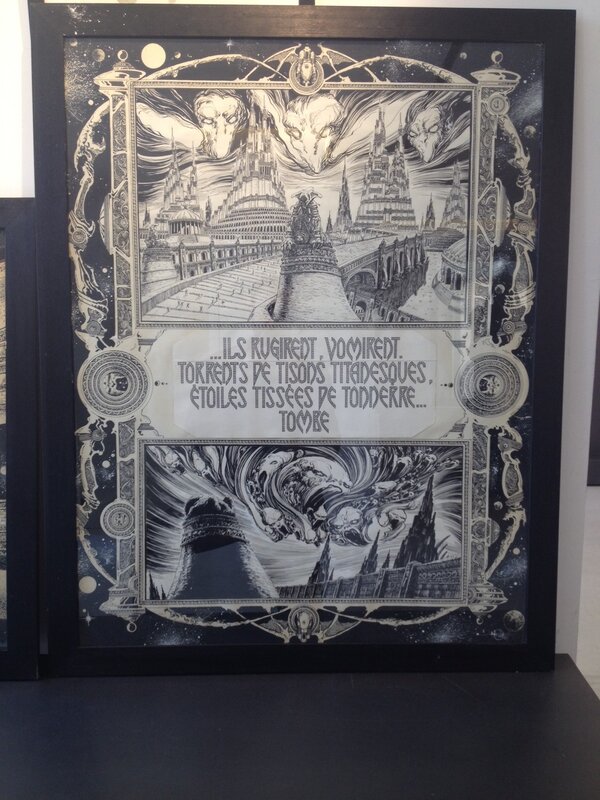 ...ILS RUGIRENT, VOMIRENT.
TORRENTS DE TISONS TITANESQUES,
ÉTOILES TISSÉES DE TONNERRE...
TOMBE